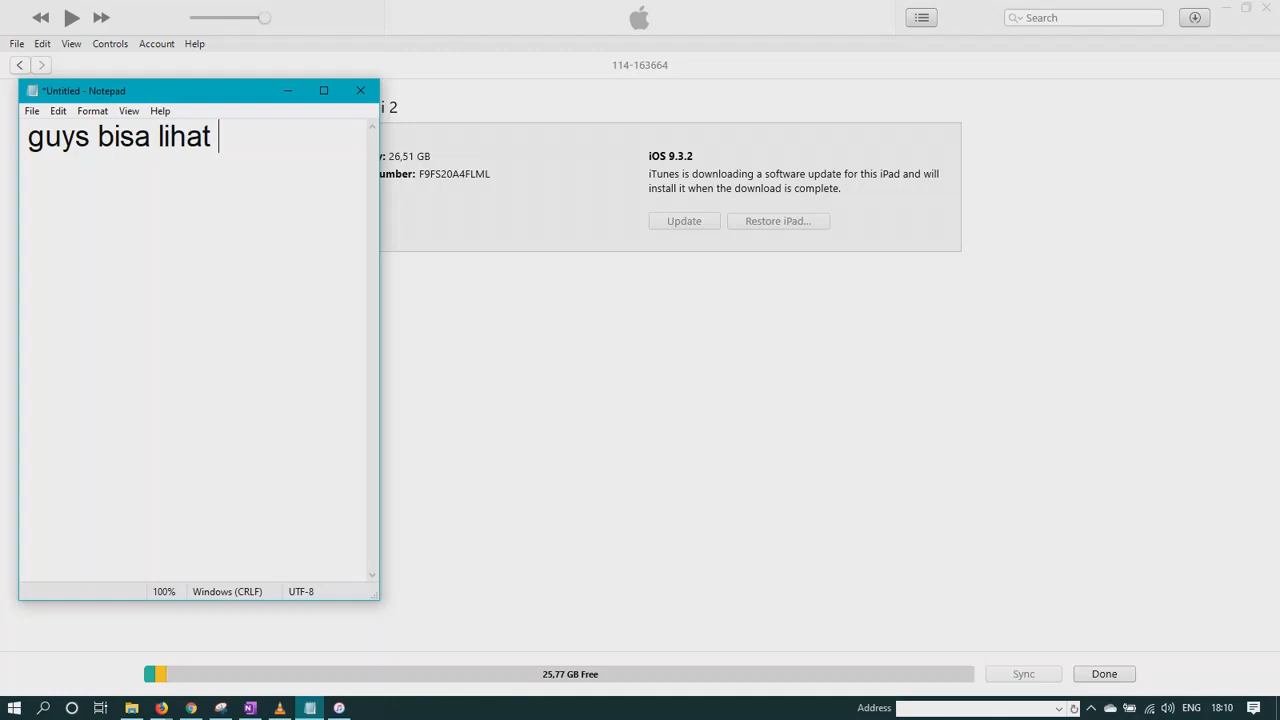 Search
File Edit View Controls Account Help
114-163664
*Untitled - Notepad
File Edit Format View Help
guys bisa lihat
i 2
y: 26,51 GB
umber: F9FS20A4FLML
iOS 9.3.2
iTunes is downloading a software update for this iPad and will
install it when the download is complete.
Update Restore iPad...
100% Windows (CRLF) UTF-8
25,77 GB Free
Sync Done
Address ENG 18:10